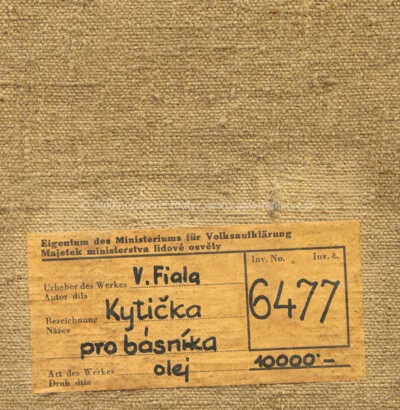 Eigentum des Ministeriums für Volksaufklärung
Majetek ministerstva lidové osvěty
Inv. No. Inv. č.
Urheber des Werkes V. Fiala
Autor díla
6477
Bezeichnung Kytička
Název
pro básníka
Art des Werkes olej 10000·–
Druh díla